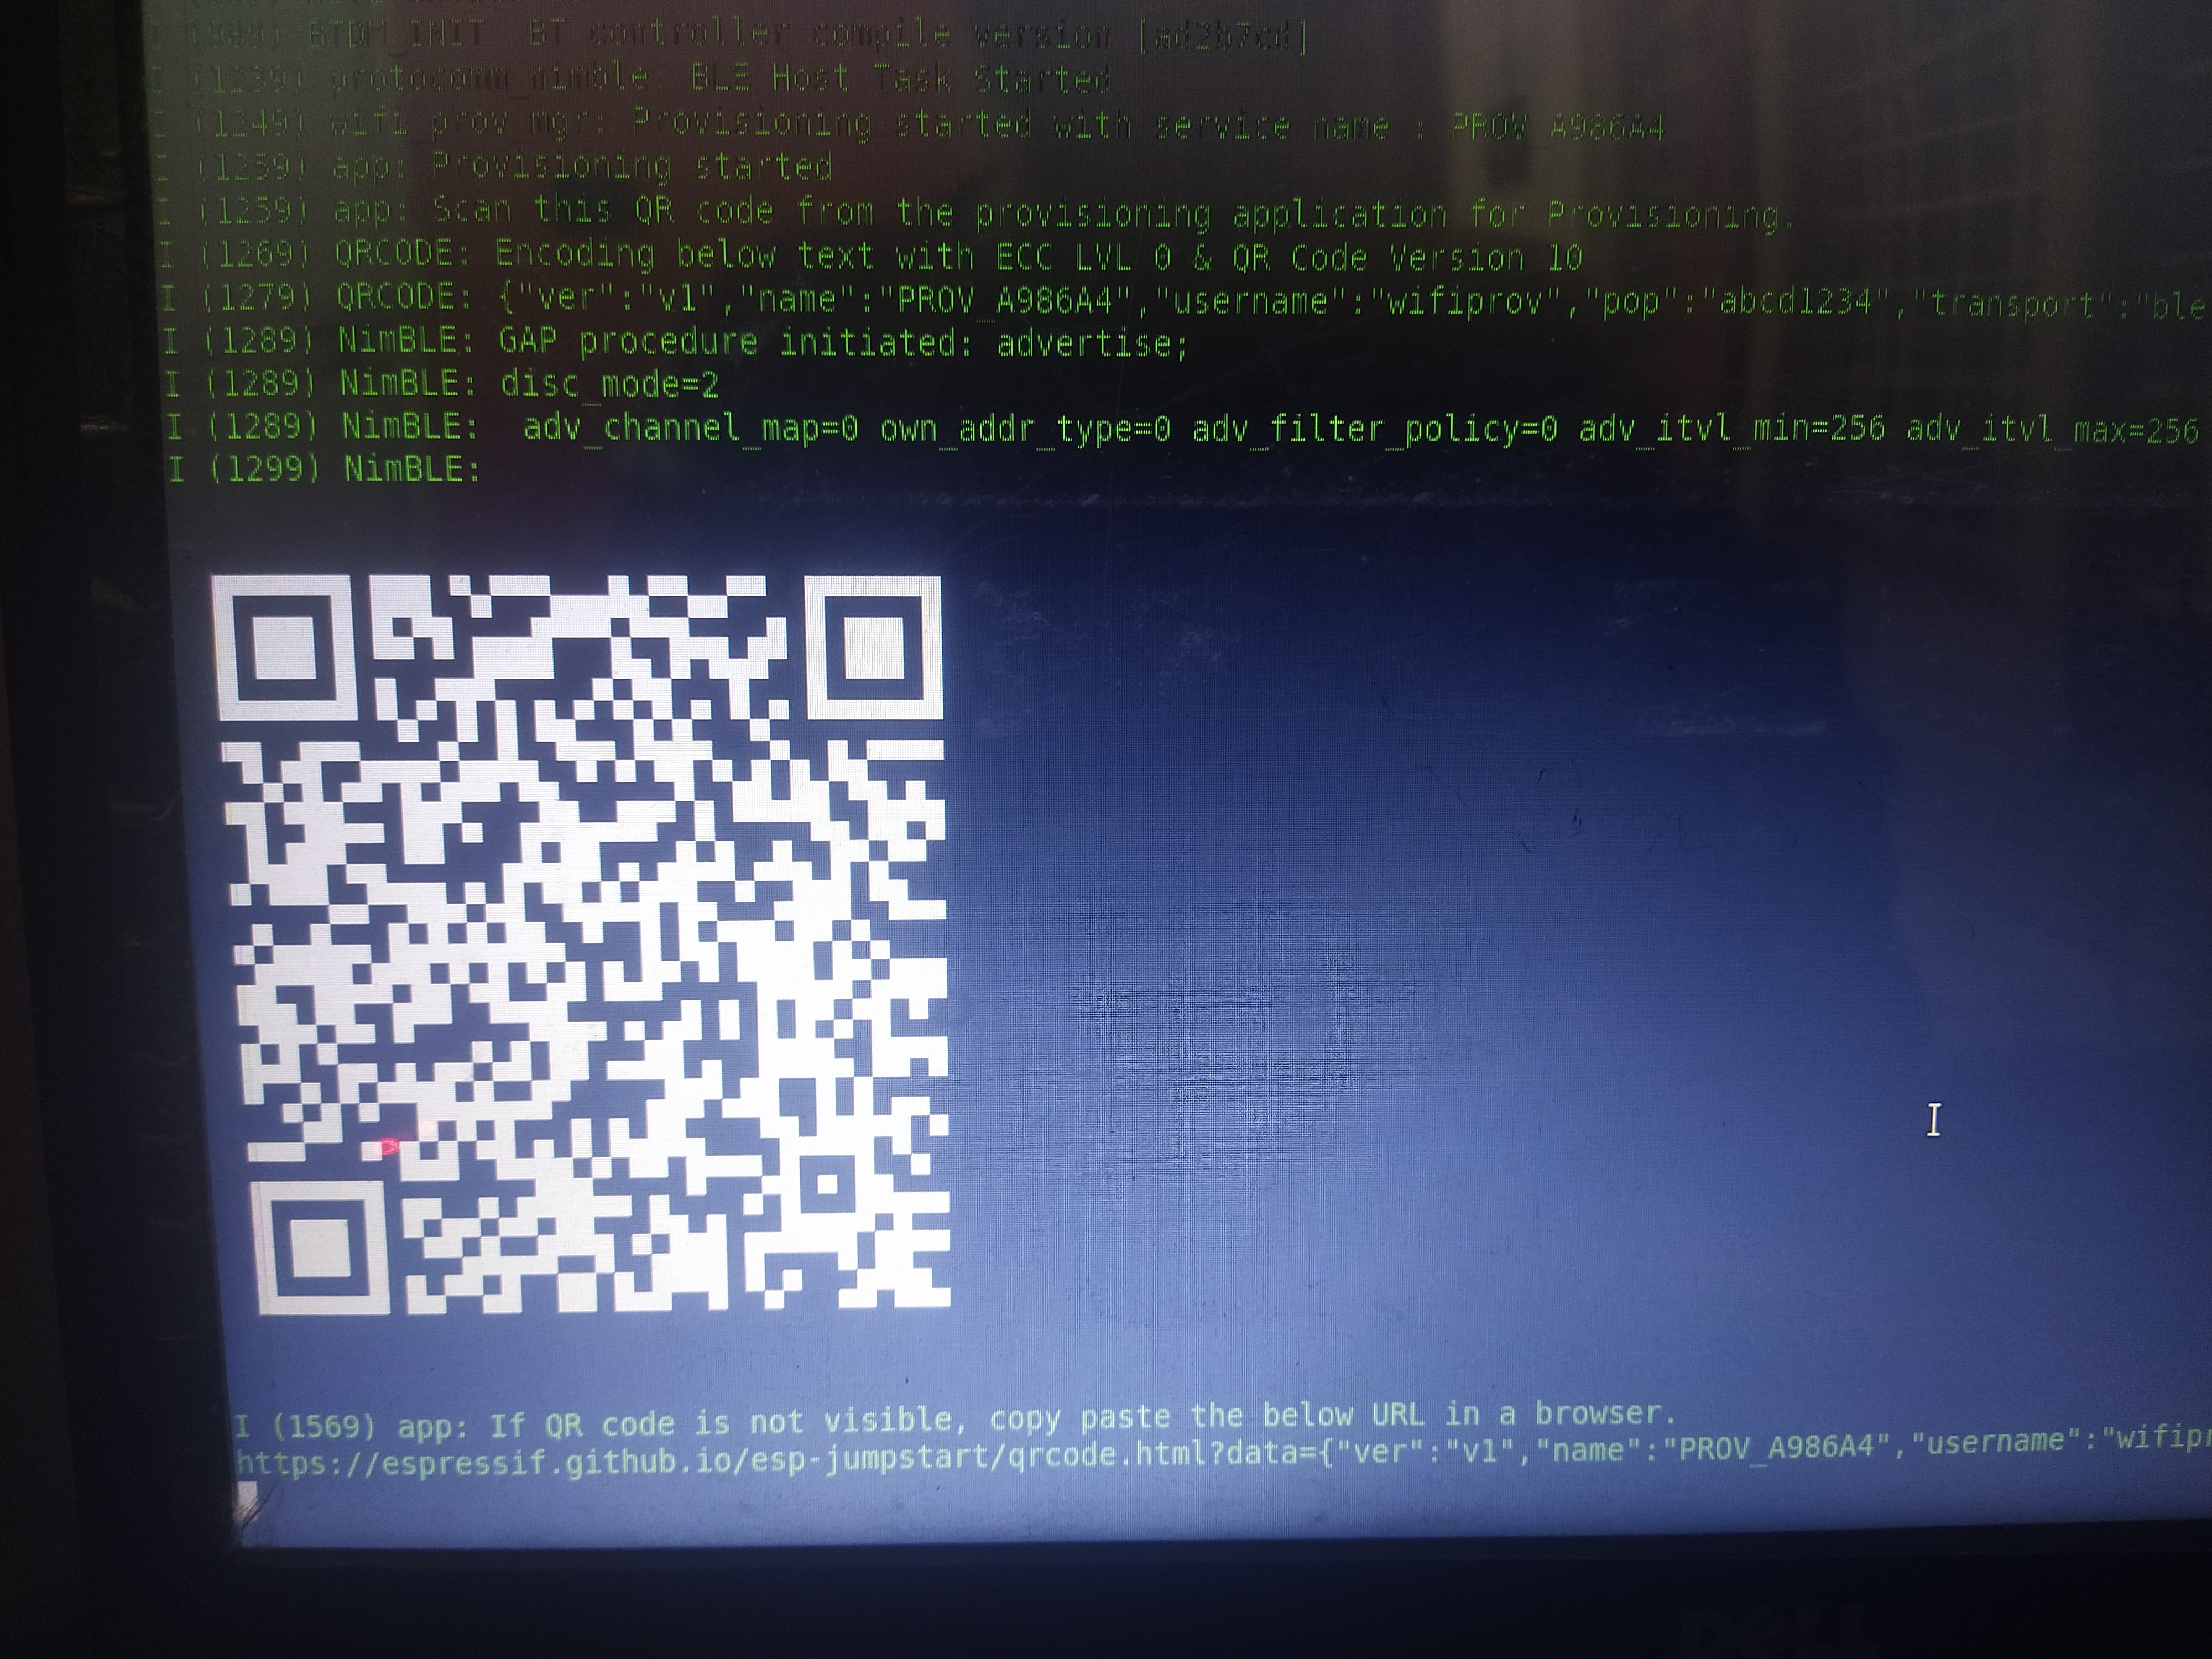 I (989) BTDM_INIT BT controller compile version [ad2b7cd]
I (1239) protocomm_nimble: BLE Host Task Started
I (1249) wifi_prov_mgr: Provisioning started with service name : PROV_A986A4
I (1259) app: Provisioning started
I (1259) app: Scan this QR code from the provisioning application for Provisioning.
I (1269) QRCODE: Encoding below text with ECC LVL 0 & QR Code Version 10
I (1279) QRCODE: {"ver":"v1","name":"PROV_A986A4","username":"wifiprov","pop":"abcd1234","transport":"ble
I (1289) NimBLE: GAP procedure initiated: advertise;
I (1289) NimBLE: disc_mode=2
I (1289) NimBLE:  adv_channel_map=0 own_addr_type=0 adv_filter_policy=0 adv_itvl_min=256 adv_itvl_max=256
I (1299) NimBLE:
I (1569) app: If QR code is not visible, copy paste the below URL in a browser.
https://espressif.github.io/esp-jumpstart/qrcode.html?data={"ver":"v1","name":"PROV_A986A4","username":"wifipr
DELL